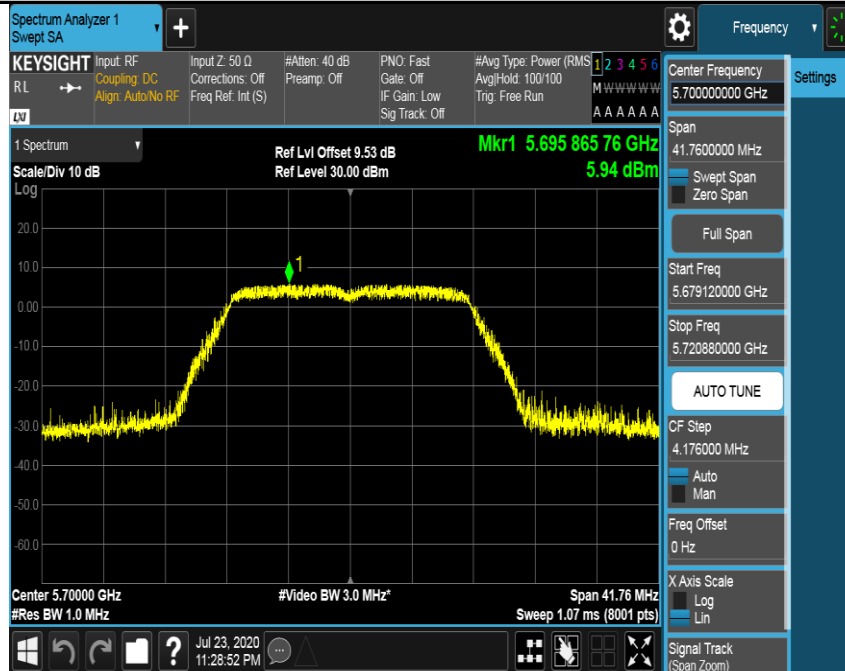 Spectrum Analyzer 1
Swept SA
+
Frequency
KEYSIGHT
RL
LXI
Input: RF
Coupling: DC
Align: Auto/No RF
Input Z: 50 Ω
Corrections: Off
Freq Ref: Int (S)
#Atten: 40 dB
Preamp: Off
PNO: Fast
Gate: Off
IF Gain: Low
Sig Track: Off
#Avg Type: Power (RMS
Avg|Hold: 100/100
Trig: Free Run
1 2 3 4 5 6
M W W W W W
A A A A A A
Settings
Center Frequency
5.700000000 GHz
Span
41.7600000 MHz
Swept Span
Zero Span
Full Span
Start Freq
5.679120000 GHz
Stop Freq
5.720880000 GHz
AUTO TUNE
CF Step
4.176000 MHz
Auto
Man
Freq Offset
0 Hz
X Axis Scale
Log
Lin
Signal Track
(Span Zoom)
1 Spectrum
Scale/Div 10 dB
Log
Ref Lvl Offset 9.53 dB
Ref Level 30.00 dBm
Mkr1 5.695 865 76 GHz
5.94 dBm
20.0
10.0
0.00
-10.0
-20.0
-30.0
-40.0
-50.0
-60.0
1
Center 5.70000 GHz
#Res BW 1.0 MHz
#Video BW 3.0 MHz*
Span 41.76 MHz
Sweep 1.07 ms (8001 pts)
?
Jul 23, 2020
11:28:52 PM